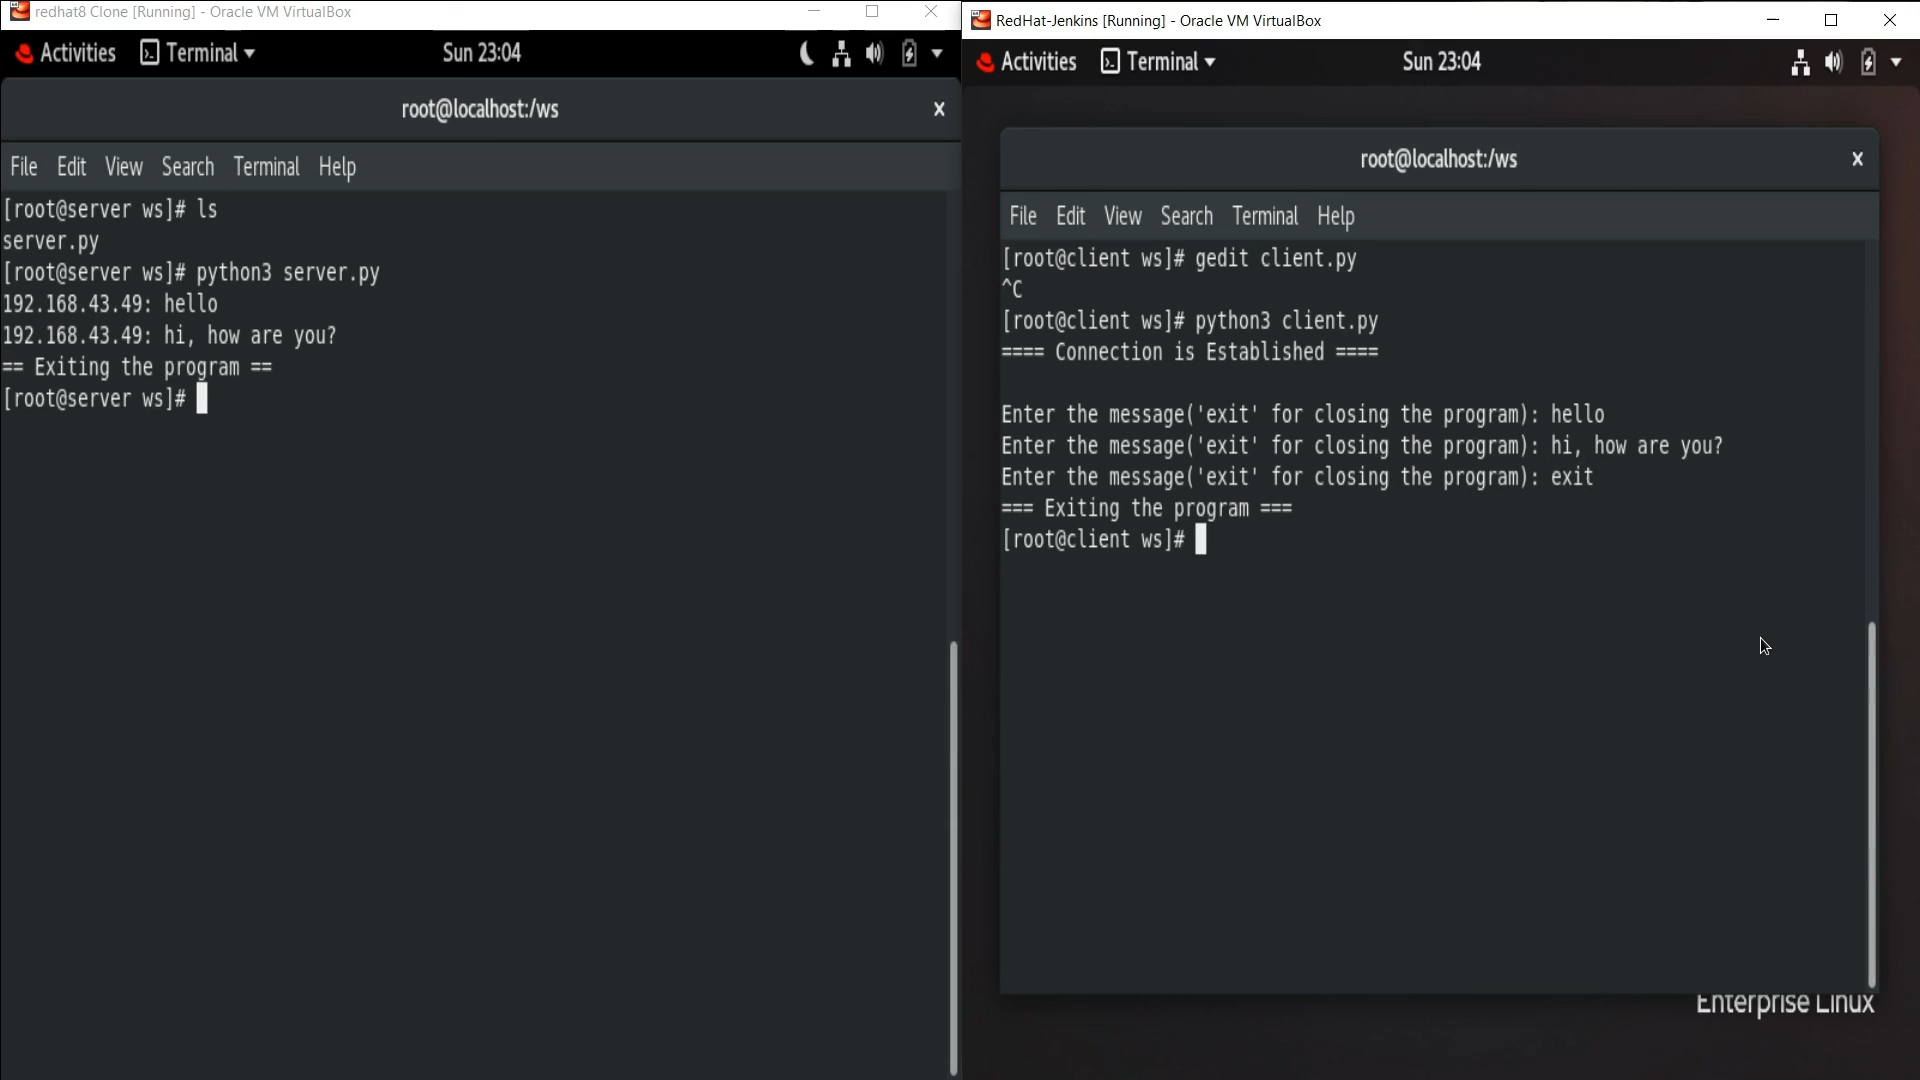 redhat8 Clone [Running] - Oracle VM VirtualBox
Activities Terminal Sun 23:04
root@localhost:/ws
File Edit View Search Terminal Help
[root@server ws]# ls
server.py
[root@server ws]# python3 server.py
192.168.43.49: hello
192.168.43.49: hi, how are you?
== Exiting the program ==
[root@server ws]#
RedHat-Jenkins [Running] - Oracle VM VirtualBox
Activities Terminal Sun 23:04
root@localhost:/ws
File Edit View Search Terminal Help
[root@client ws]# gedit client.py
^C
[root@client ws]# python3 client.py
==== Connection is Established ====
Enter the message('exit' for closing the program): hello
Enter the message('exit' for closing the program): hi, how are you?
Enter the message('exit' for closing the program): exit
=== Exiting the program ===
[root@client ws]#
Enterprise Linux